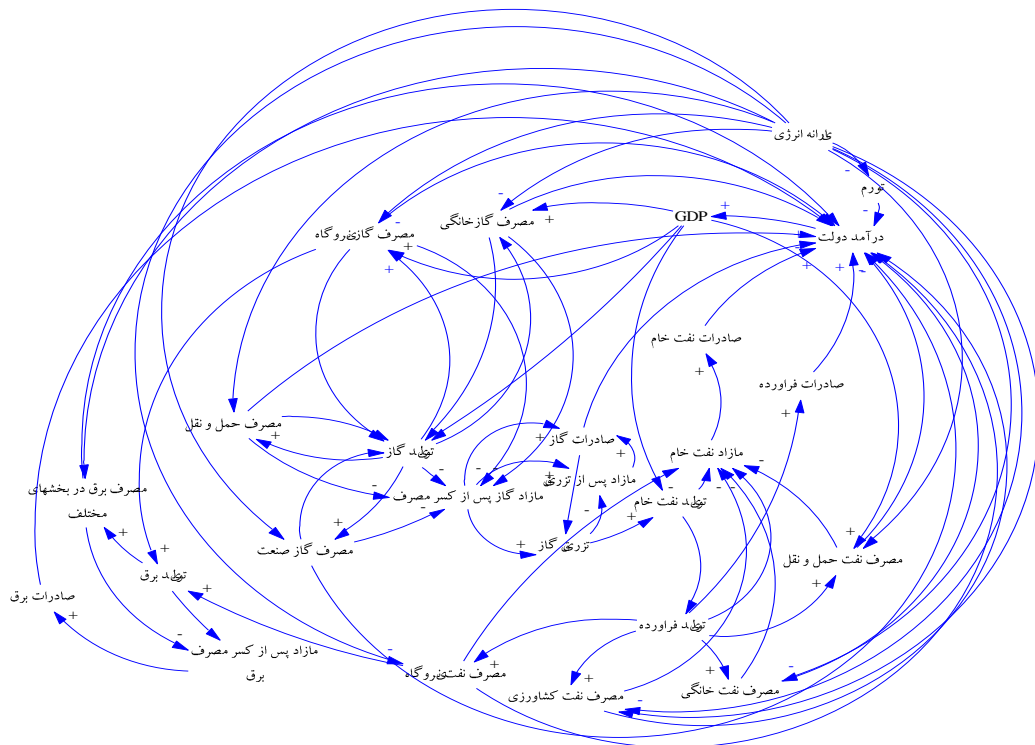 یارانه انرژی
تورم
GDP
درآمد دولت
مصرف گازخانگی
مصرف گاز نیروگاه
صادرات نفت خام
صادرات فراورده
مصرف حمل و نقل
تولید گاز
صادرات گاز
مازاد نفت خام
مازاد پس از تزریق
مازاد گاز پس از کسر مصرف
مصرف برق در بخشهای
مختلف
تولید نفت خام
تزریق گاز
مصرف گاز صنعت
مصرف نفت حمل و نقل
تولید برق
صادرات برق
تولید فراورده
مازاد پس از کسر مصرف
برق
مصرف نفت نیروگاه
مصرف نفت کشاورزی
مصرف نفت خانگی